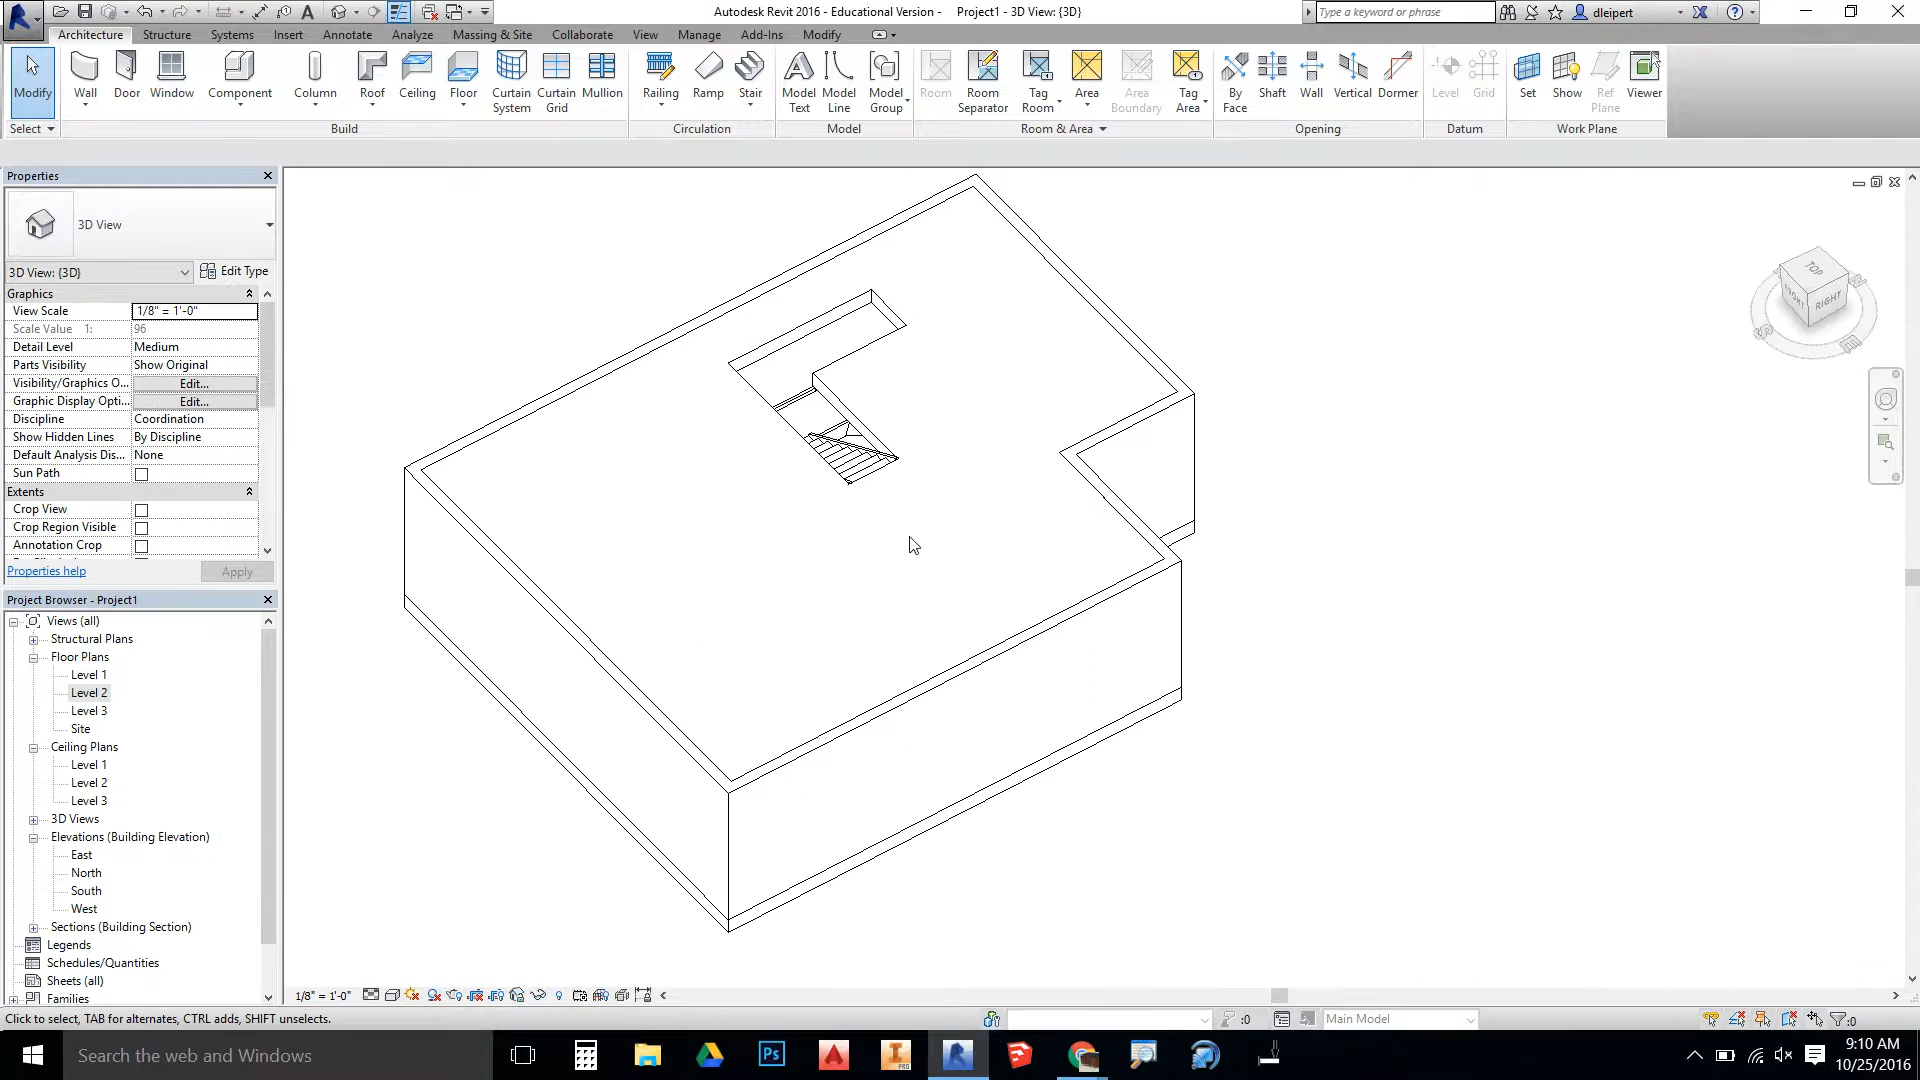 Autodesk Revit 2016 - Educational Version -    Project1 - 3D View: {3D}
Type a keyword or phrase
dleipert
Architecture Structure Systems Insert Annotate Analyze Massing & Site Collaborate View Manage Add-Ins Modify
Modify Wall Door Window Component Column Roof Ceiling Floor Curtain System Curtain Grid Mullion Railing Ramp Stair Model Text Model Line Model Group Room Room Separator Tag Room Area Area Boundary Tag Area By Face Shaft Wall Vertical Dormer Level Grid Set Show Ref Plane Viewer
Select Build Circulation Model Room & Area Opening Datum Work Plane
Properties
3D View
3D View: {3D} Edit Type
Graphics
View Scale 1/8" = 1'-0"
Scale Value 1: 96
Detail Level Medium
Parts Visibility Show Original
Visibility/Graphics O... Edit...
Graphic Display Opti... Edit...
Discipline Coordination
Show Hidden Lines By Discipline
Default Analysis Dis... None
Sun Path
Extents
Crop View
Crop Region Visible
Annotation Crop
Properties help Apply
TOP
FRONT RIGHT
Project Browser - Project1
Views (all)
Structural Plans
Floor Plans
Level 1
Level 2
Level 3
Site
Ceiling Plans
Level 1
Level 2
Level 3
3D Views
Elevations (Building Elevation)
East
North
South
West
Sections (Building Section)
Legends
Schedules/Quantities
Sheets (all)
Families
1/8" = 1'-0"
Click to select, TAB for alternates, CTRL adds, SHIFT unselects.
:0
Main Model
:0
Search the web and Windows
Ps
PRO
9:10 AM
10/25/2016